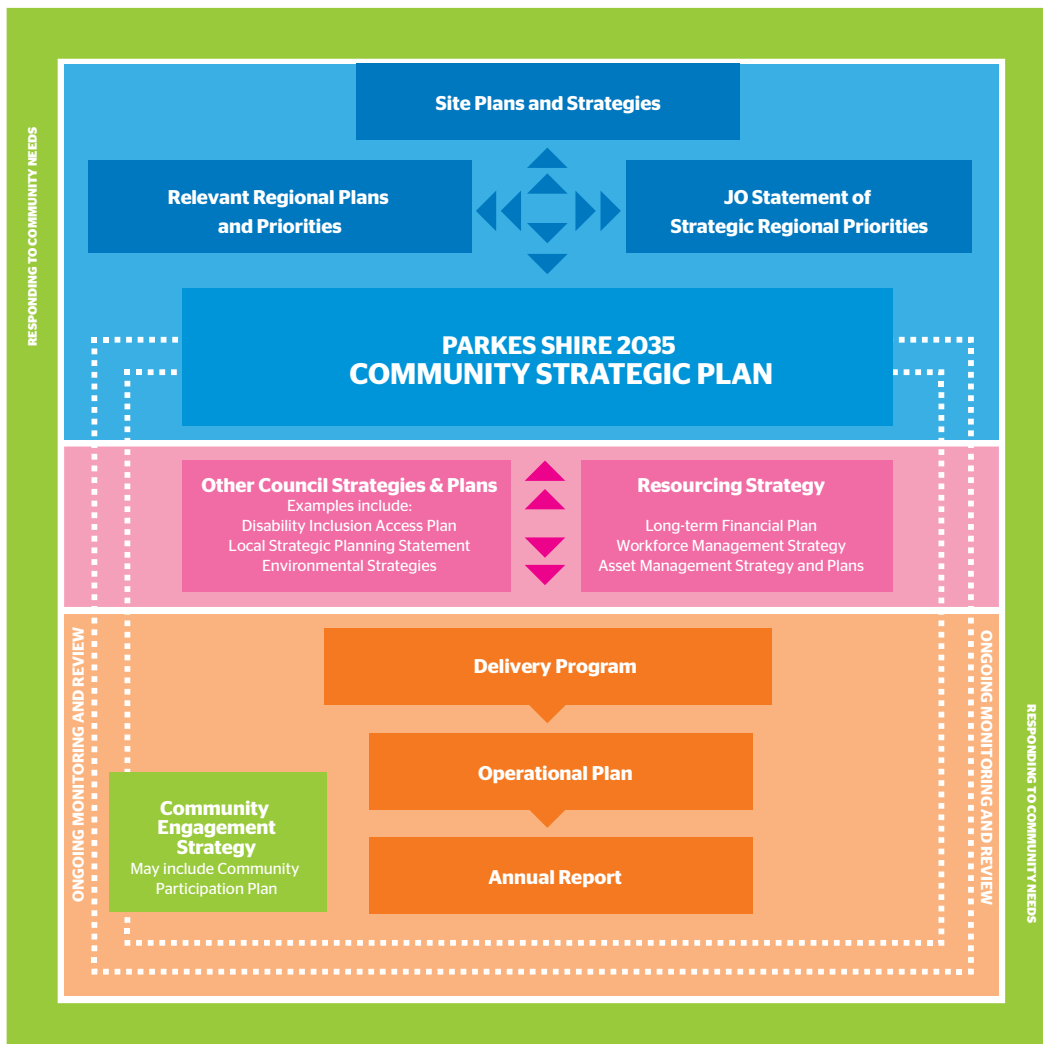 RESPONDING TO COMMUNITY NEEDS
Site Plans and Strategies
Relevant Regional Plans
and Priorities
JO Statement of
Strategic Regional Priorities
PARKES SHIRE 2035
COMMUNITY STRATEGIC PLAN
Other Council Strategies & Plans
Examples include:
Disability Inclusion Access Plan
Local Strategic Planning Statement
Environmental Strategies
Resourcing Strategy
Long-term Financial Plan
Workforce Management Strategy
Asset Management Strategy and Plans
ONGOING MONITORING AND REVIEW
Delivery Program
Operational Plan
Annual Report
Community
Engagement
Strategy
May include Community
Participation Plan
ONGOING MONITORING AND REVIEW
RESPONDING TO COMMUNITY NEEDS